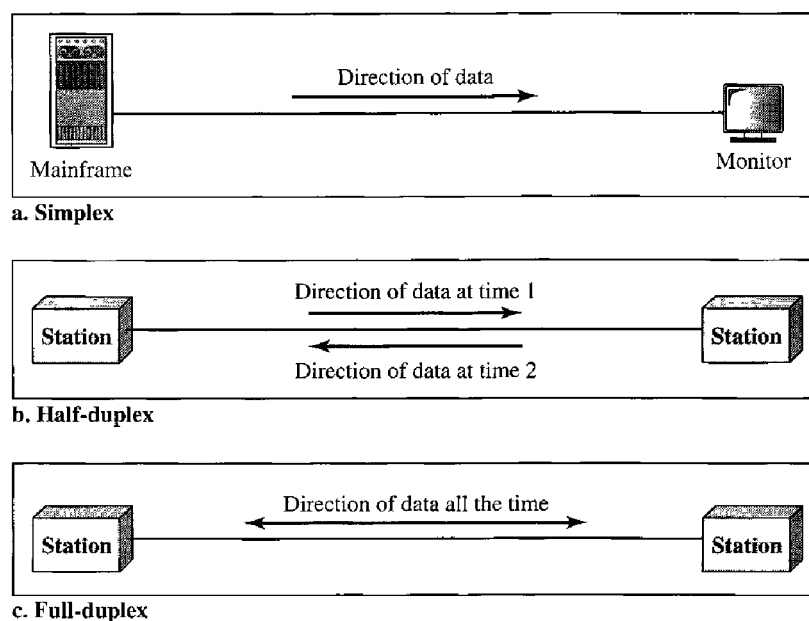 Direction of data
Mainframe
Monitor
a. Simplex
Direction of data at time 1
Station
Station
Direction of data at time 2
b. Half-duplex
Direction of data all the time
Station
Station
c. Full-duplex